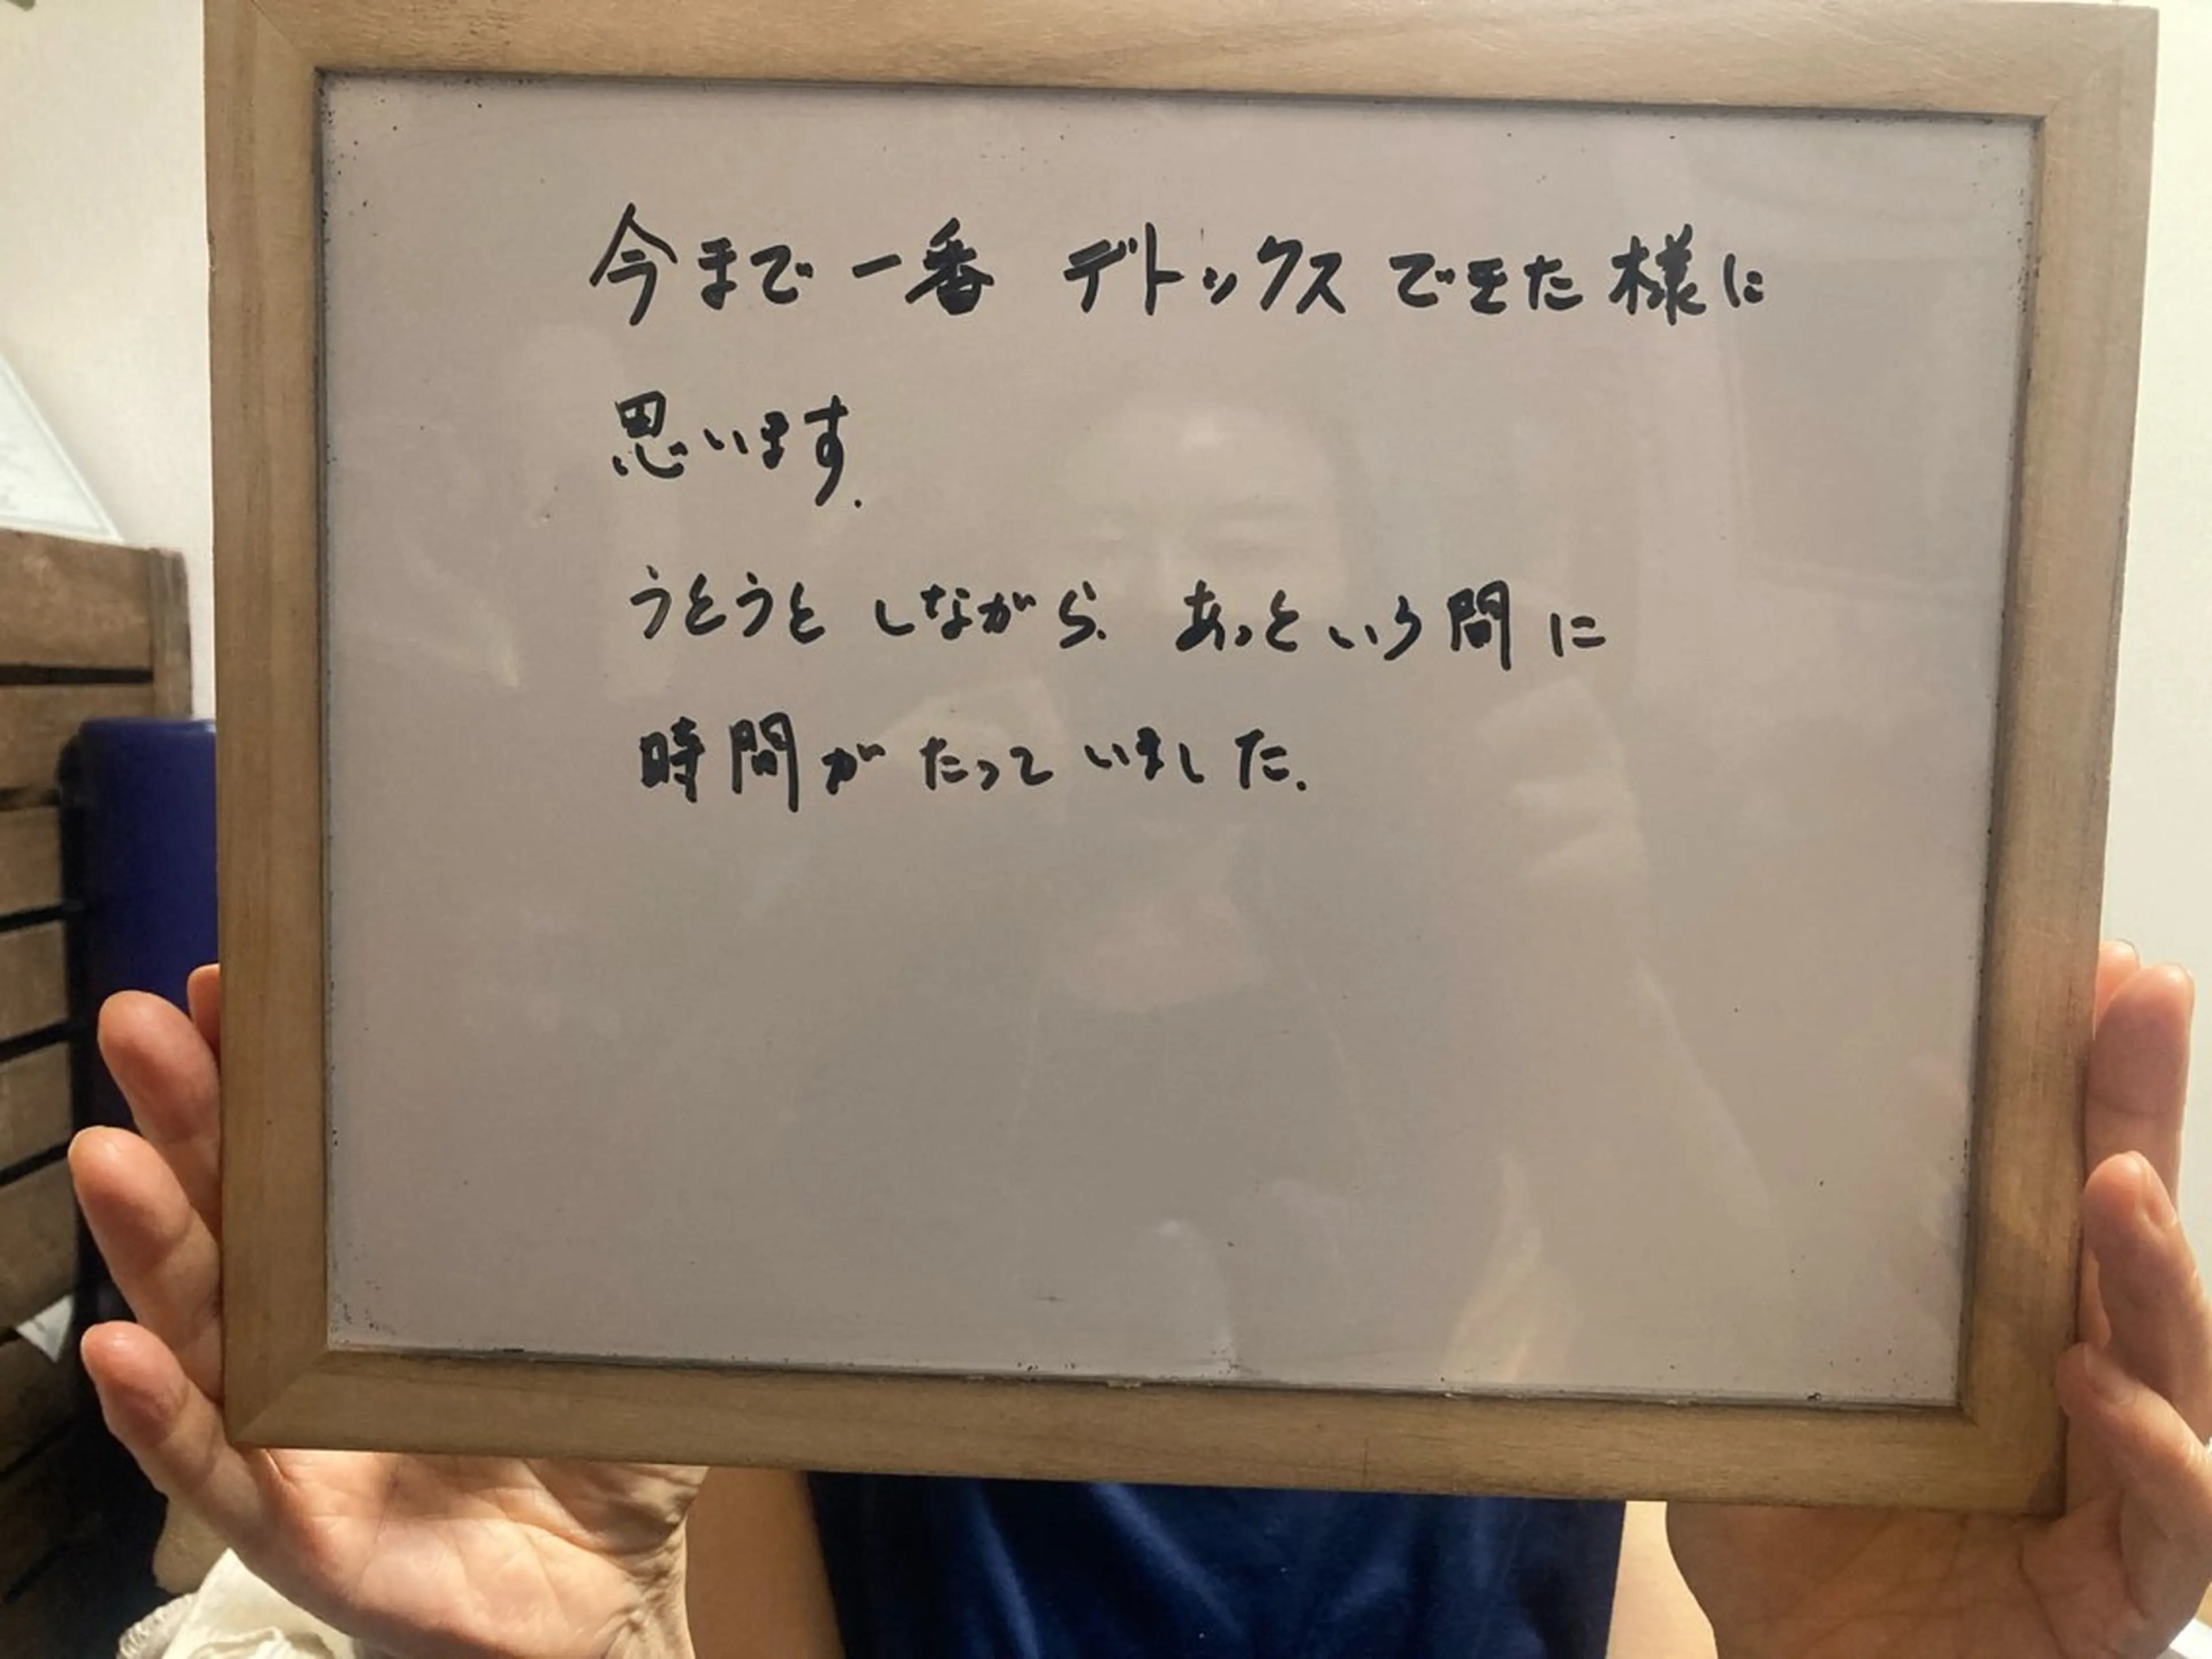 今まで一番 デトックスできた様に
思います.
うとうとしながら、あっという間に
時間がたっていました.